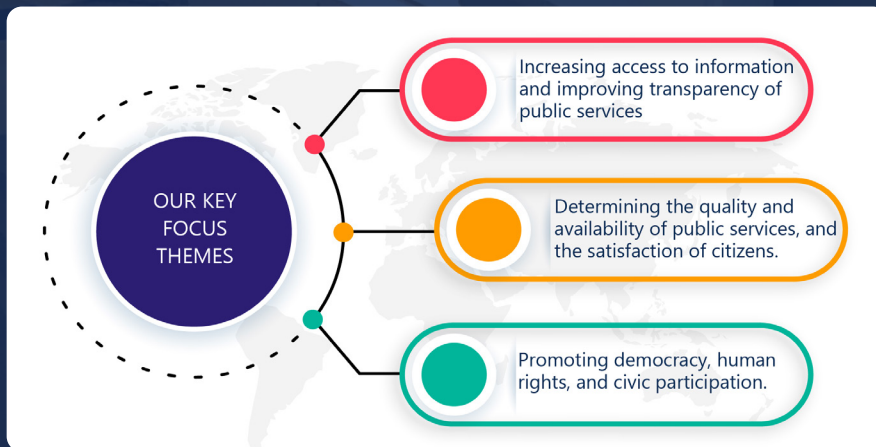 OUR KEY
FOCUS
THEMES
Increasing access to information
and improving transparency of
public services
Determining the quality and
availability of public services, and
the satisfaction of citizens.
Promoting democracy, human
rights, and civic participation.